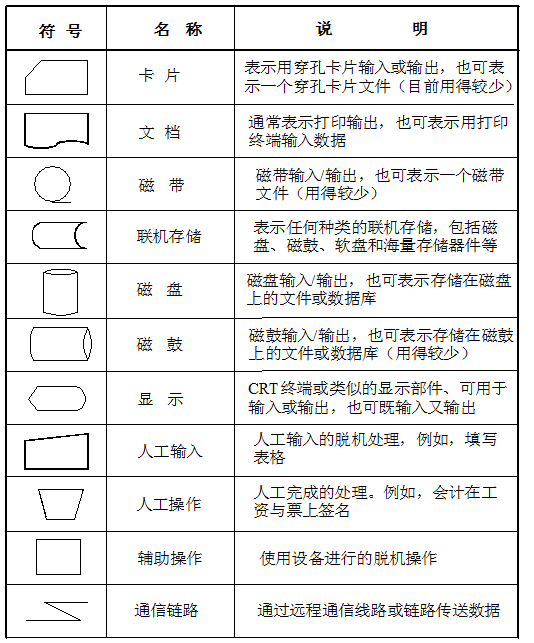 符 号 名 称 说 明
卡 片
表示用穿孔卡片输入或输出，也可表
示一个穿孔卡片文件（目前用得较少）
文 档
通常表示打印输出，也可表示用打印
终端输入数据
磁 带
磁带输入/输出，也可表示一个磁带
文件（用得较少）
联机存储
表示任何种类的联机存储，包括磁
盘、磁鼓、软盘和海量存储器件等
磁 盘
磁盘输入/输出，也可表示存储在磁盘
上的文件或数据库
磁 鼓
磁鼓输入/输出，也可表示存储在磁鼓
上的文件或数据库（用得较少）
显 示
CRT 终端或类似的显示部件、可用于
输入或输出，也可既输入又输出
人工输入
人工输入的脱机处理，例如，填写
表格
人工操作
人工完成的处理。例如，会计在工
资与票上签名
辅助操作
使用设备进行的脱机操作
通信链路
通过远程通信线路或链路传送数据